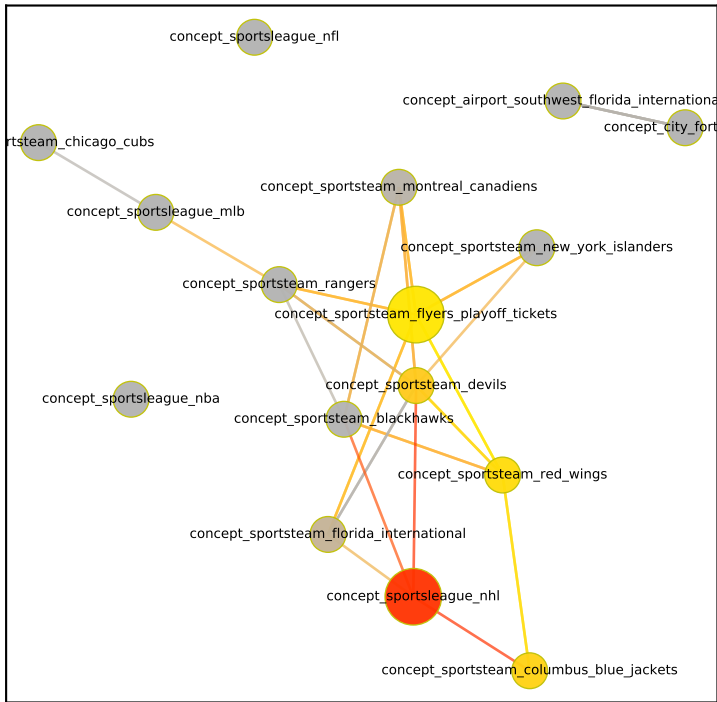 concept_sportsleague_nfl
concept_airport_southwest_florida_internationa
concept_city_fort
rtsteam_chicago_cubs
concept_sportsteam_montreal_canadiens
concept_sportsleague_mlb
concept_sportsteam_new_york_islanders
concept_sportsteam_rangers
concept_sportsteam_flyers_playoff_tickets
concept_sportsteam_devils
concept_sportsleague_nba
concept_sportsteam_blackhawks
concept_sportsteam_red_wings
concept_sportsteam_florida_international
concept_sportsleague_nhl
concept_sportsteam_columbus_blue_jackets